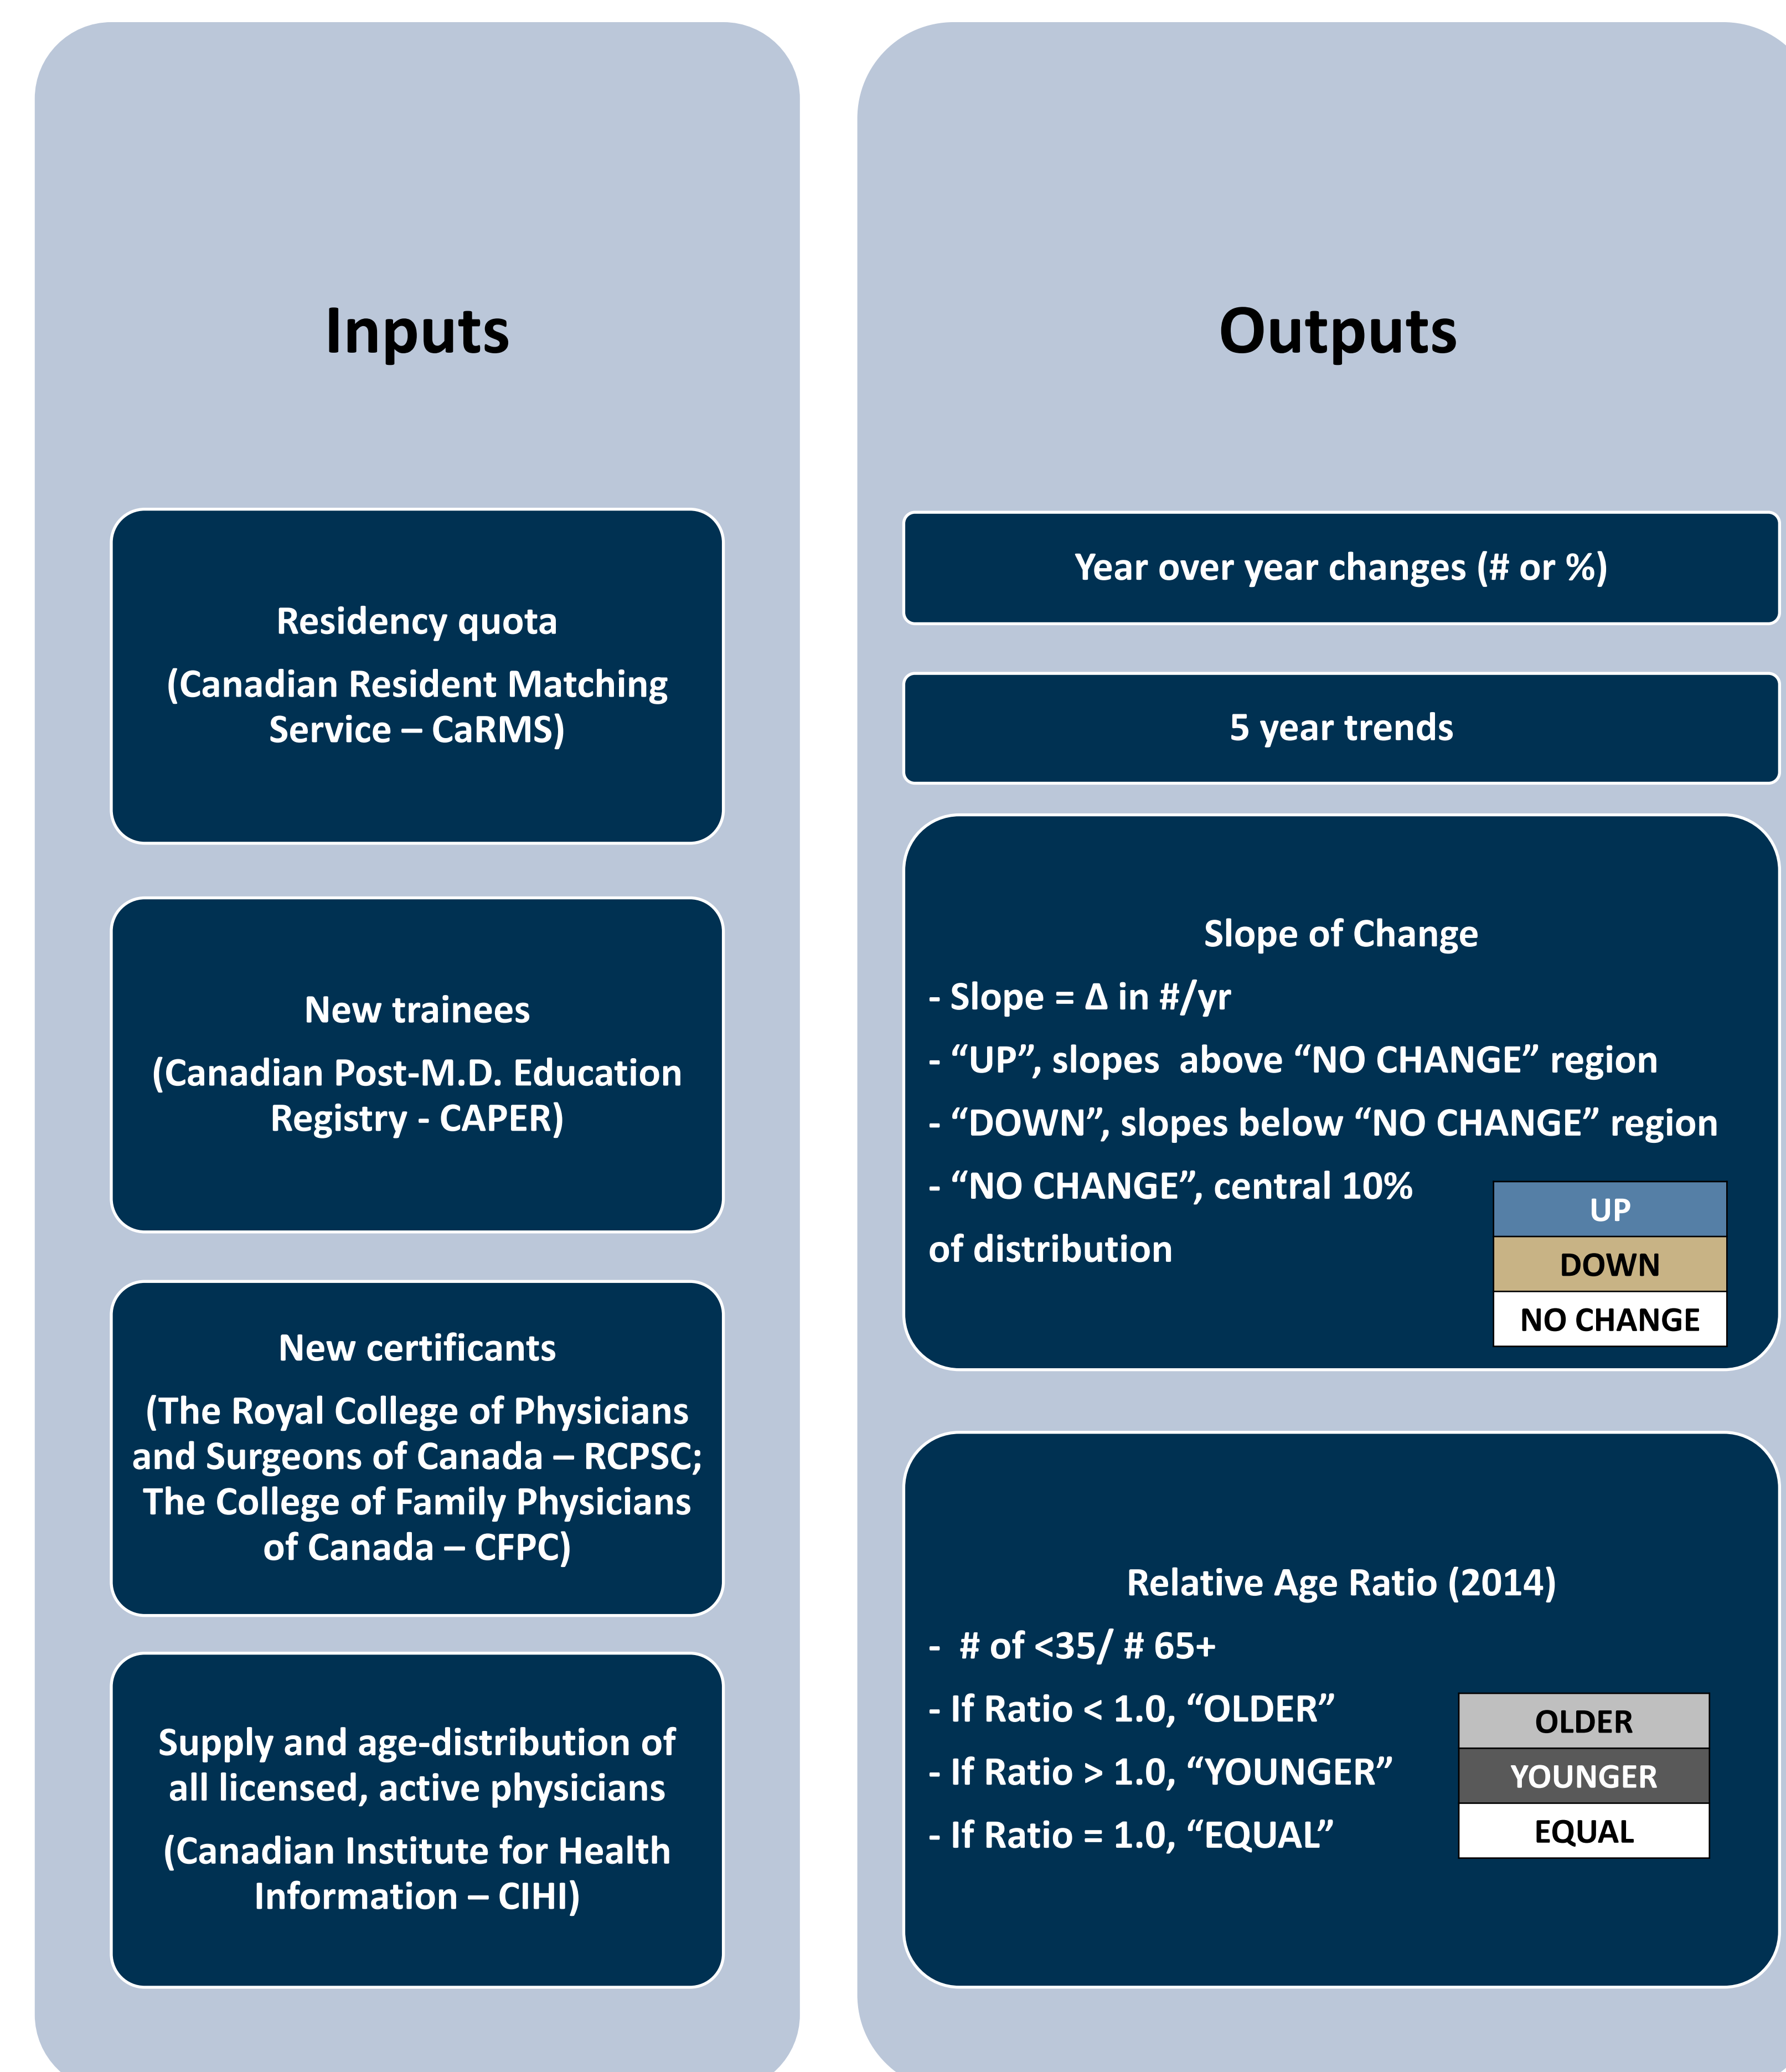 Inputs
Residency quota
(Canadian Resident Matching
Service – CaRMS)
New trainees
(Canadian Post-M.D. Education
Registry - CAPER)
New certificants
(The Royal College of Physicians
and Surgeons of Canada – RCPSC;
The College of Family Physicians
of Canada – CFPC)
Supply and age-distribution of
all licensed, active physicians
(Canadian Institute for Health
Information – CIHI)
Outputs
Year over year changes (# or %)
5 year trends
Slope of Change
- Slope = Δ in #/yr
- “UP”, slopes  above “NO CHANGE” region
- “DOWN”, slopes below “NO CHANGE” region
- “NO CHANGE”, central 10%
of distribution
UP
DOWN
NO CHANGE
Relative Age Ratio (2014)
-  # of <35/ # 65+
- If Ratio < 1.0, “OLDER”
- If Ratio > 1.0, “YOUNGER”
- If Ratio = 1.0, “EQUAL”
OLDER
YOUNGER
EQUAL